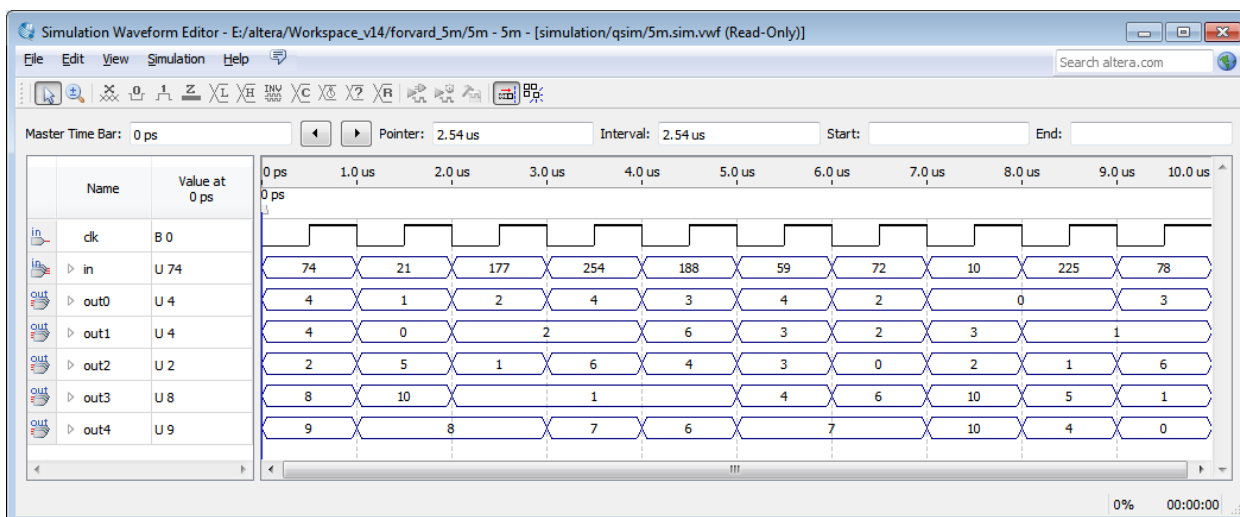 Simulation Waveform Editor - E:/altera/Workspace_v14/forvard_5m/5m - 5m - [simulation/qsim/5m.sim.vwf (Read-Only)]
File Edit View Simulation Help Search altera.com
Master Time Bar: 0 ps Pointer: 2.54 us Interval: 2.54 us Start: End:
Name Value at 0 ps 0 ps 1.0 us 2.0 us 3.0 us 4.0 us 5.0 us 6.0 us 7.0 us 8.0 us 9.0 us 10.0 us
0 ps
in clk B 0
in in U 74 74 21 177 254 188 59 72 10 225 78
out out0 U 4 4 1 2 4 3 4 2 0 3
out out1 U 4 4 0 2 6 3 2 3 1
out out2 U 2 2 5 1 6 4 3 0 2 1 6
out out3 U 8 8 10 1 4 6 10 5 1
out out4 U 9 9 8 7 6 7 10 4 0
0% 00:00:00